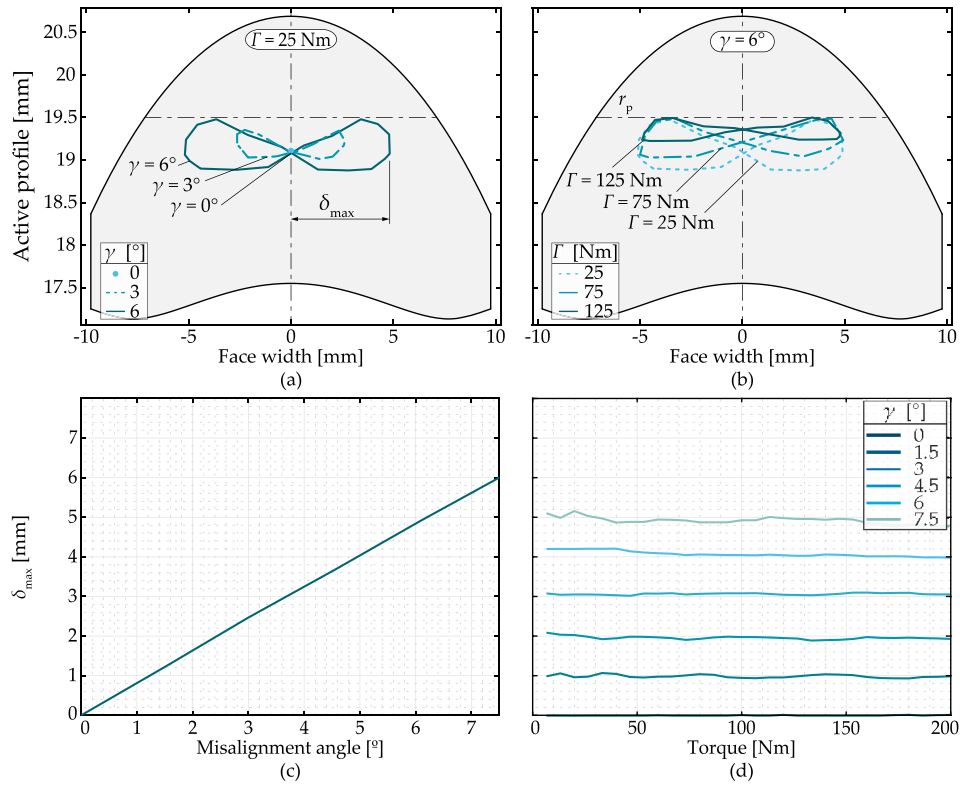 20.5
20
19.5
19
18.5
18
17.5
Active profile [mm]
Γ = 25 Nm
γ = 6°
γ = 3°
γ = 0°
δmax
γ [°]
0
3
6
-10 -5 0 5 10
Face width [mm]
(a)
γ = 6°
rp
Γ = 125 Nm
Γ = 75 Nm
Γ = 25 Nm
Γ [Nm]
25
75
125
-10 -5 0 5 10
Face width [mm]
(b)
7
6
5
4
3
2
1
0
δmax [mm]
0 1 2 3 4 5 6 7
Misalignment angle [º]
(c)
γ [°]
0
1.5
3
4.5
6
7.5
0 50 100 150 200
Torque [Nm]
(d)